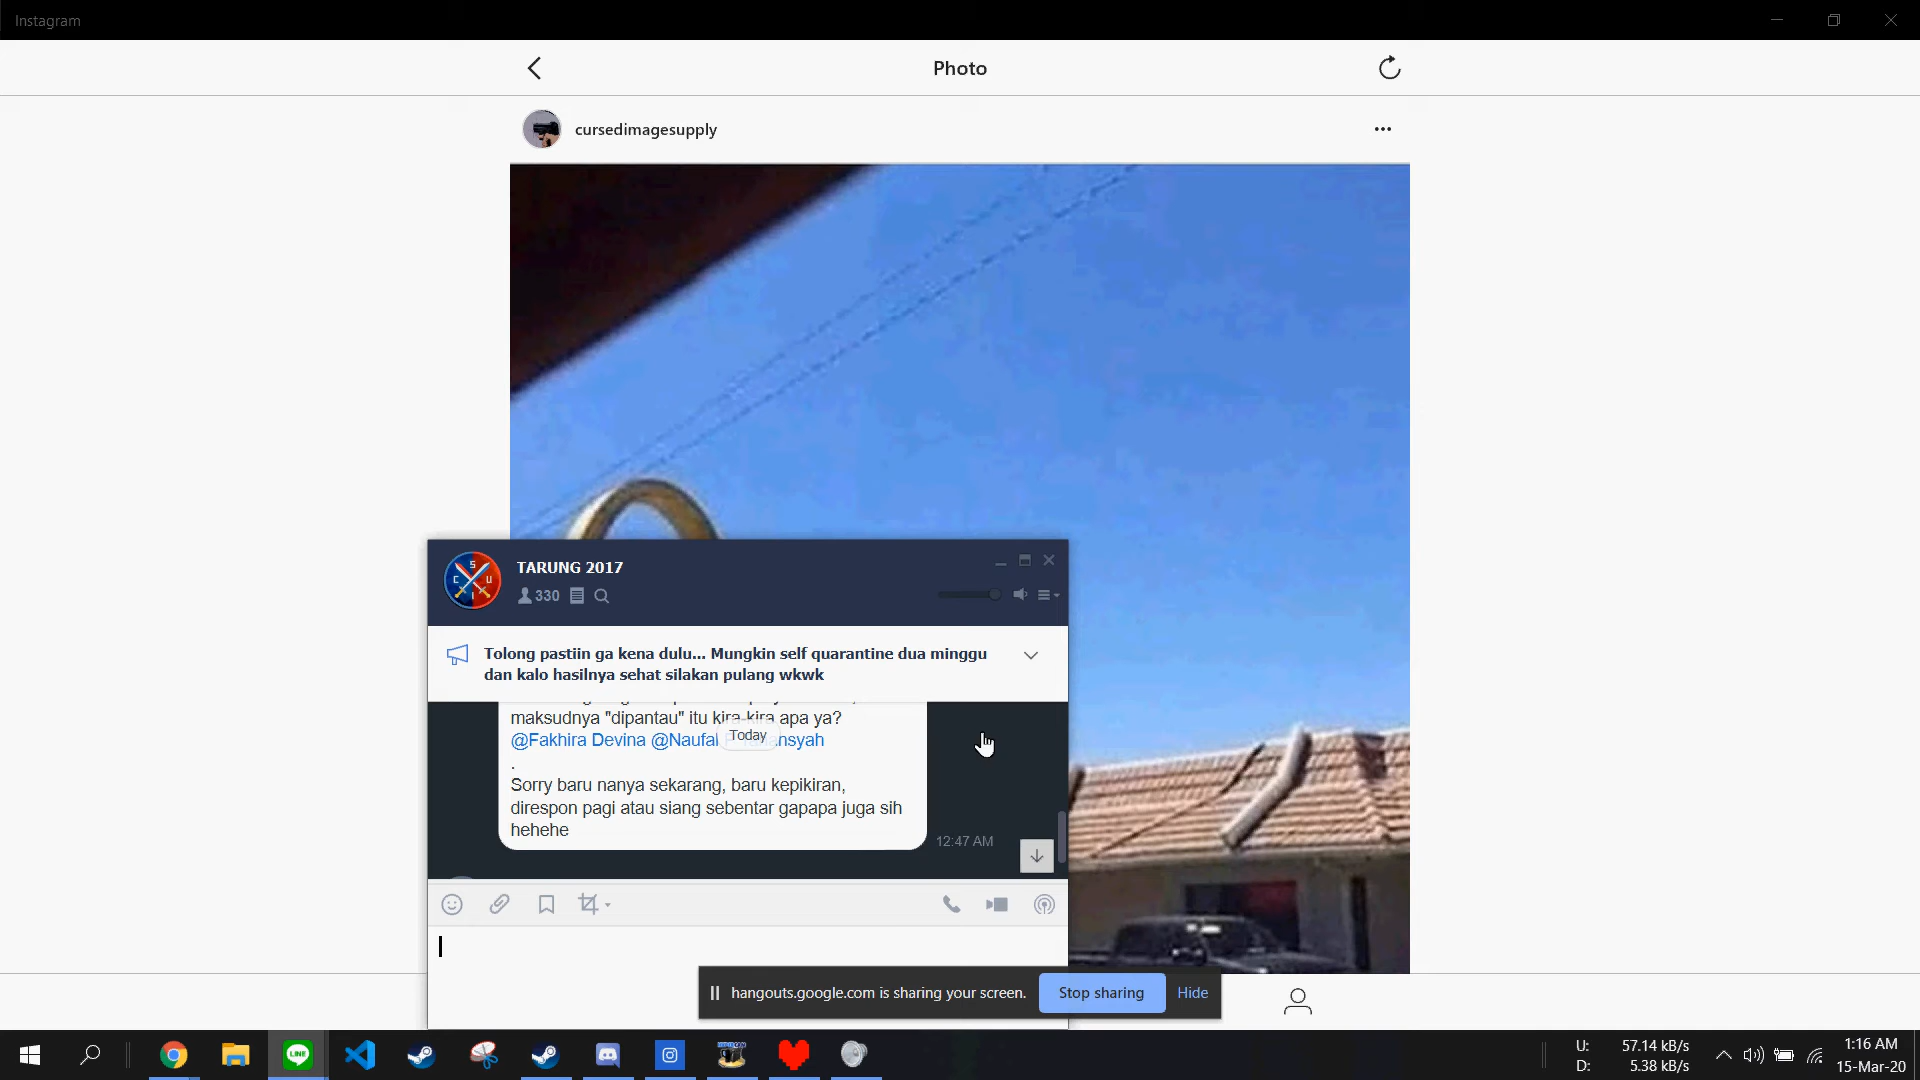 Instagram
Photo
cursedimagesupply
TARUNG 2017
330
Tolong pastiin ga kena dulu... Mungkin self quarantine dua minggu
dan kalo hasilnya sehat silakan pulang wkwk
maksudnya "dipantau" itu kira-kira apa ya?
@Fakhira Devina @Naufal
Today
.
Sorry baru nanya sekarang, baru kepikiran,
direspon pagi atau siang sebentar gapapa juga sih
hehehe
12:47 AM
hangouts.google.com is sharing your screen.
Stop sharing
Hide
U: 57.14 kB/s
D: 5.38 kB/s
1:16 AM
15-Mar-20